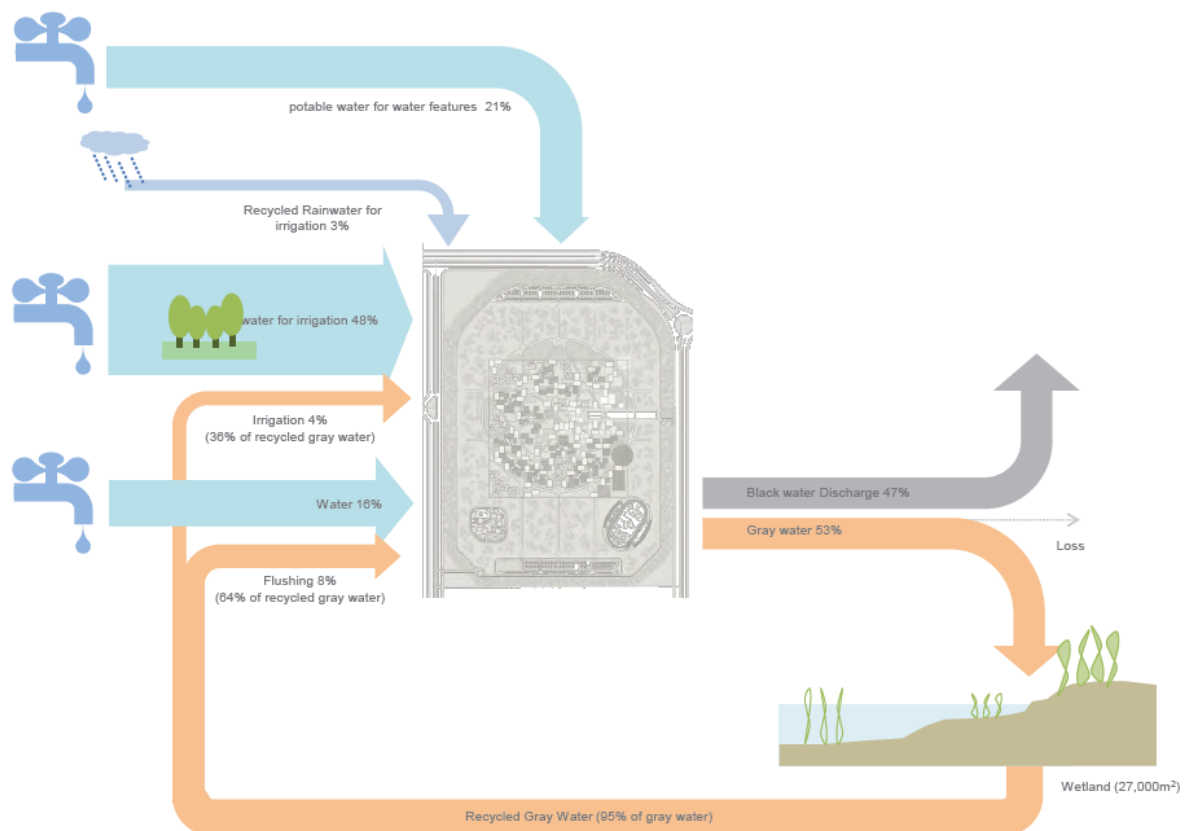 potable water for water features 21%
Recycled Rainwater for
irrigation 3%
water for irrigation 48%
Irrigation 4%
(36% of recycled gray water)
Water 16%
Flushing 8%
(64% of recycled gray water)
Black water Discharge 47%
Gray water 53%
Loss
Wetland (27,000m²)
Recycled Gray Water (95% of gray water)